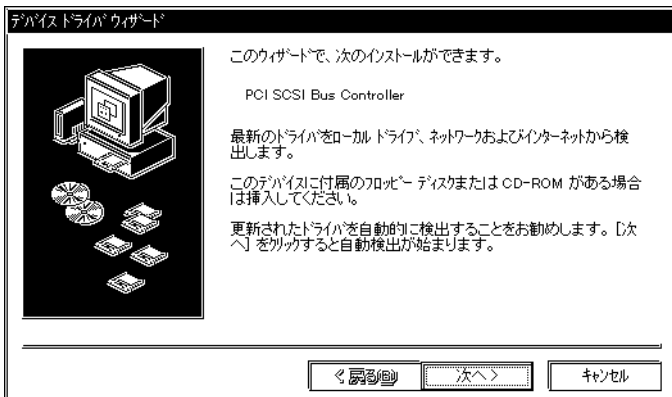 ﾃﾞﾊﾞｲｽ ﾄﾞﾗｲﾊﾞ ｳｨｻﾞｰﾄﾞ
このｳｨｻﾞｰﾄﾞで、次のｲﾝｽﾄｰﾙができます。
PCI SCSI Bus Controller
最新のﾄﾞﾗｲﾊﾞをﾛｰｶﾙ ﾄﾞﾗｲﾌﾞ、ﾈｯﾄﾜｰｸおよびｲﾝﾀｰﾈｯﾄから検
出します。
このﾃﾞﾊﾞｲｽに付属のﾌﾛｯﾋﾟｰ ﾃﾞｨｽｸまたは CD-ROM がある場合
は挿入してください。
更新されたﾄﾞﾗｲﾊﾞを自動的に検出することをお勧めします。[次
へ] をｸﾘｯｸすると自動検出が始まります。
< 戻る(B)
次へ >
ｷｬﾝｾﾙ